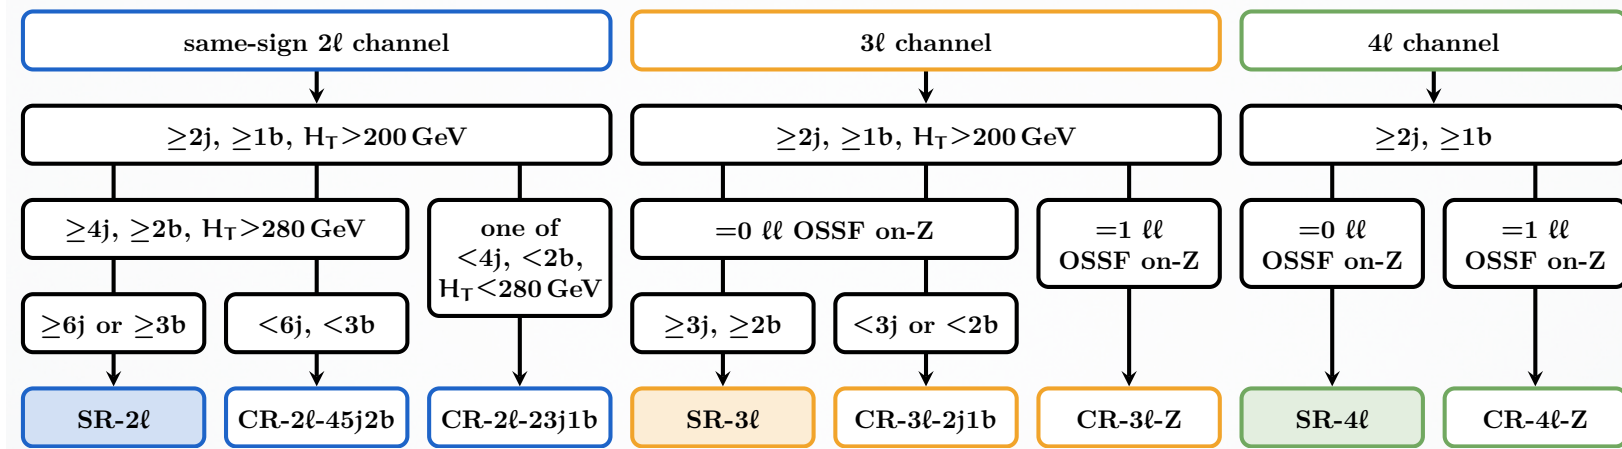 same-sign 2ℓ channel
3ℓ channel
4ℓ channel
≥2j, ≥1b, H_T>200 GeV
≥2j, ≥1b, H_T>200 GeV
≥2j, ≥1b
≥4j, ≥2b, H_T>280 GeV
one of
<4j, <2b,
H_T<280 GeV
=0 ℓℓ OSSF on-Z
=1 ℓℓ
OSSF on-Z
=0 ℓℓ
OSSF on-Z
=1 ℓℓ
OSSF on-Z
≥6j or ≥3b
<6j, <3b
≥3j, ≥2b
<3j or <2b
SR-2ℓ
CR-2ℓ-45j2b
CR-2ℓ-23j1b
SR-3ℓ
CR-3ℓ-2j1b
CR-3ℓ-Z
SR-4ℓ
CR-4ℓ-Z